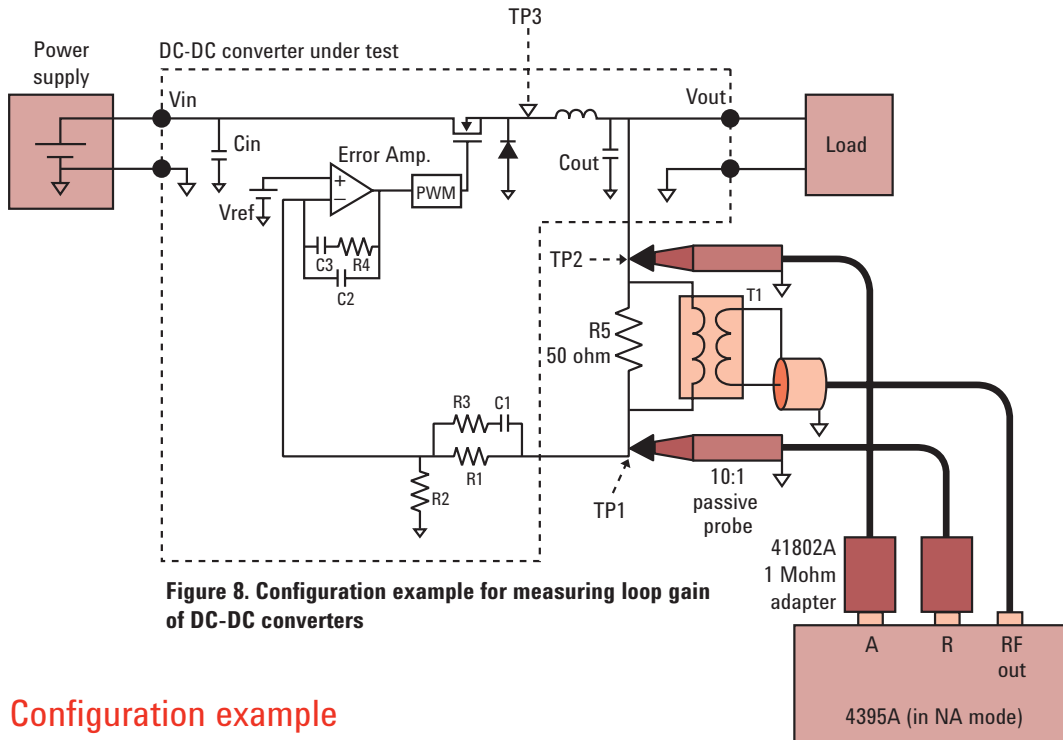 TP3
Power
supply
DC-DC converter under test
Vin
Vout
Cin
Error Amp.
Cout
Load
+
−
PWM
Vref
C3
R4
C2
TP2
T1
R5
50 ohm
R3
C1
R1
R2
TP1
10:1
passive
probe
41802A
1 Mohm
adapter
Figure 8. Configuration example for measuring loop gain
of DC-DC converters
A
R
RF
out
Configuration example
4395A (in NA mode)